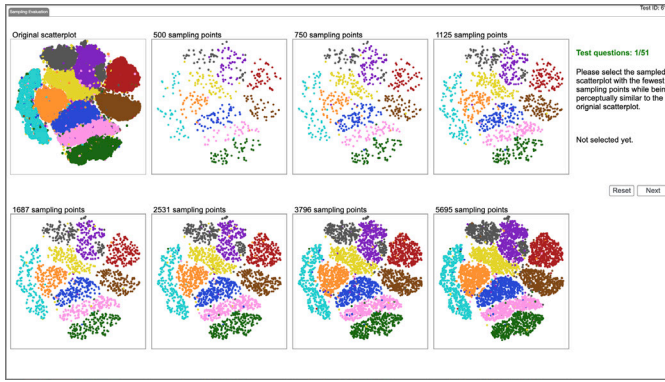 Test ID: 6
Sampling Evaluation
Original scatterplot
500 sampling points
750 sampling points
1125 sampling points
Test questions: 1/51
Please select the sampled
scatterplot with the fewest
sampling points while bein
perceptually similar to the
orignial scatterplot.
Not selected yet.
Reset
Next
1687 sampling points
2531 sampling points
3796 sampling points
5695 sampling points